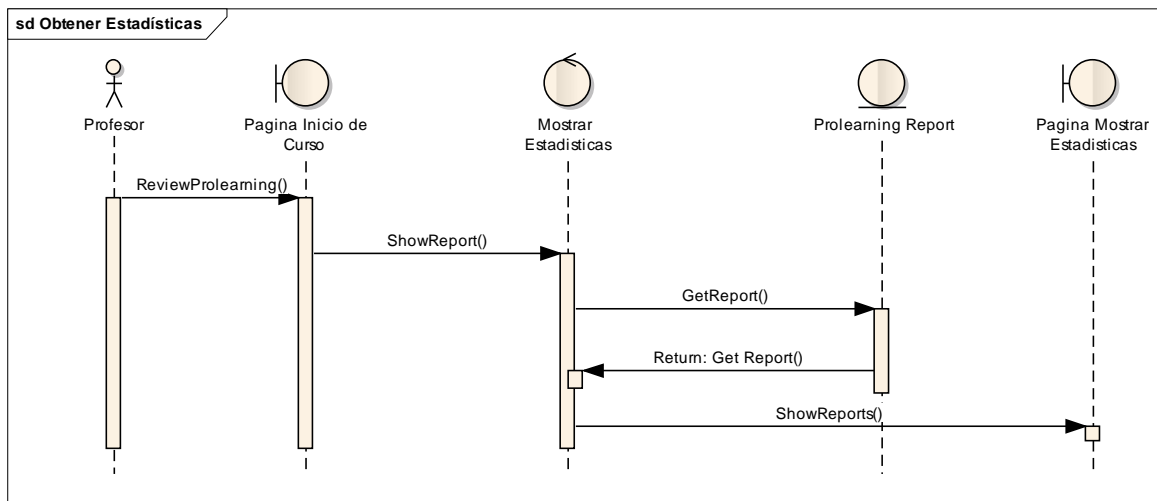 sd Obtener Estadísticas
Profesor
Pagina Inicio de
Curso
Mostrar
Estadisticas
Prolearning Report
Pagina Mostrar
Estadisticas
ReviewProlearning()
ShowReport()
GetReport()
Return: Get Report()
ShowReports()